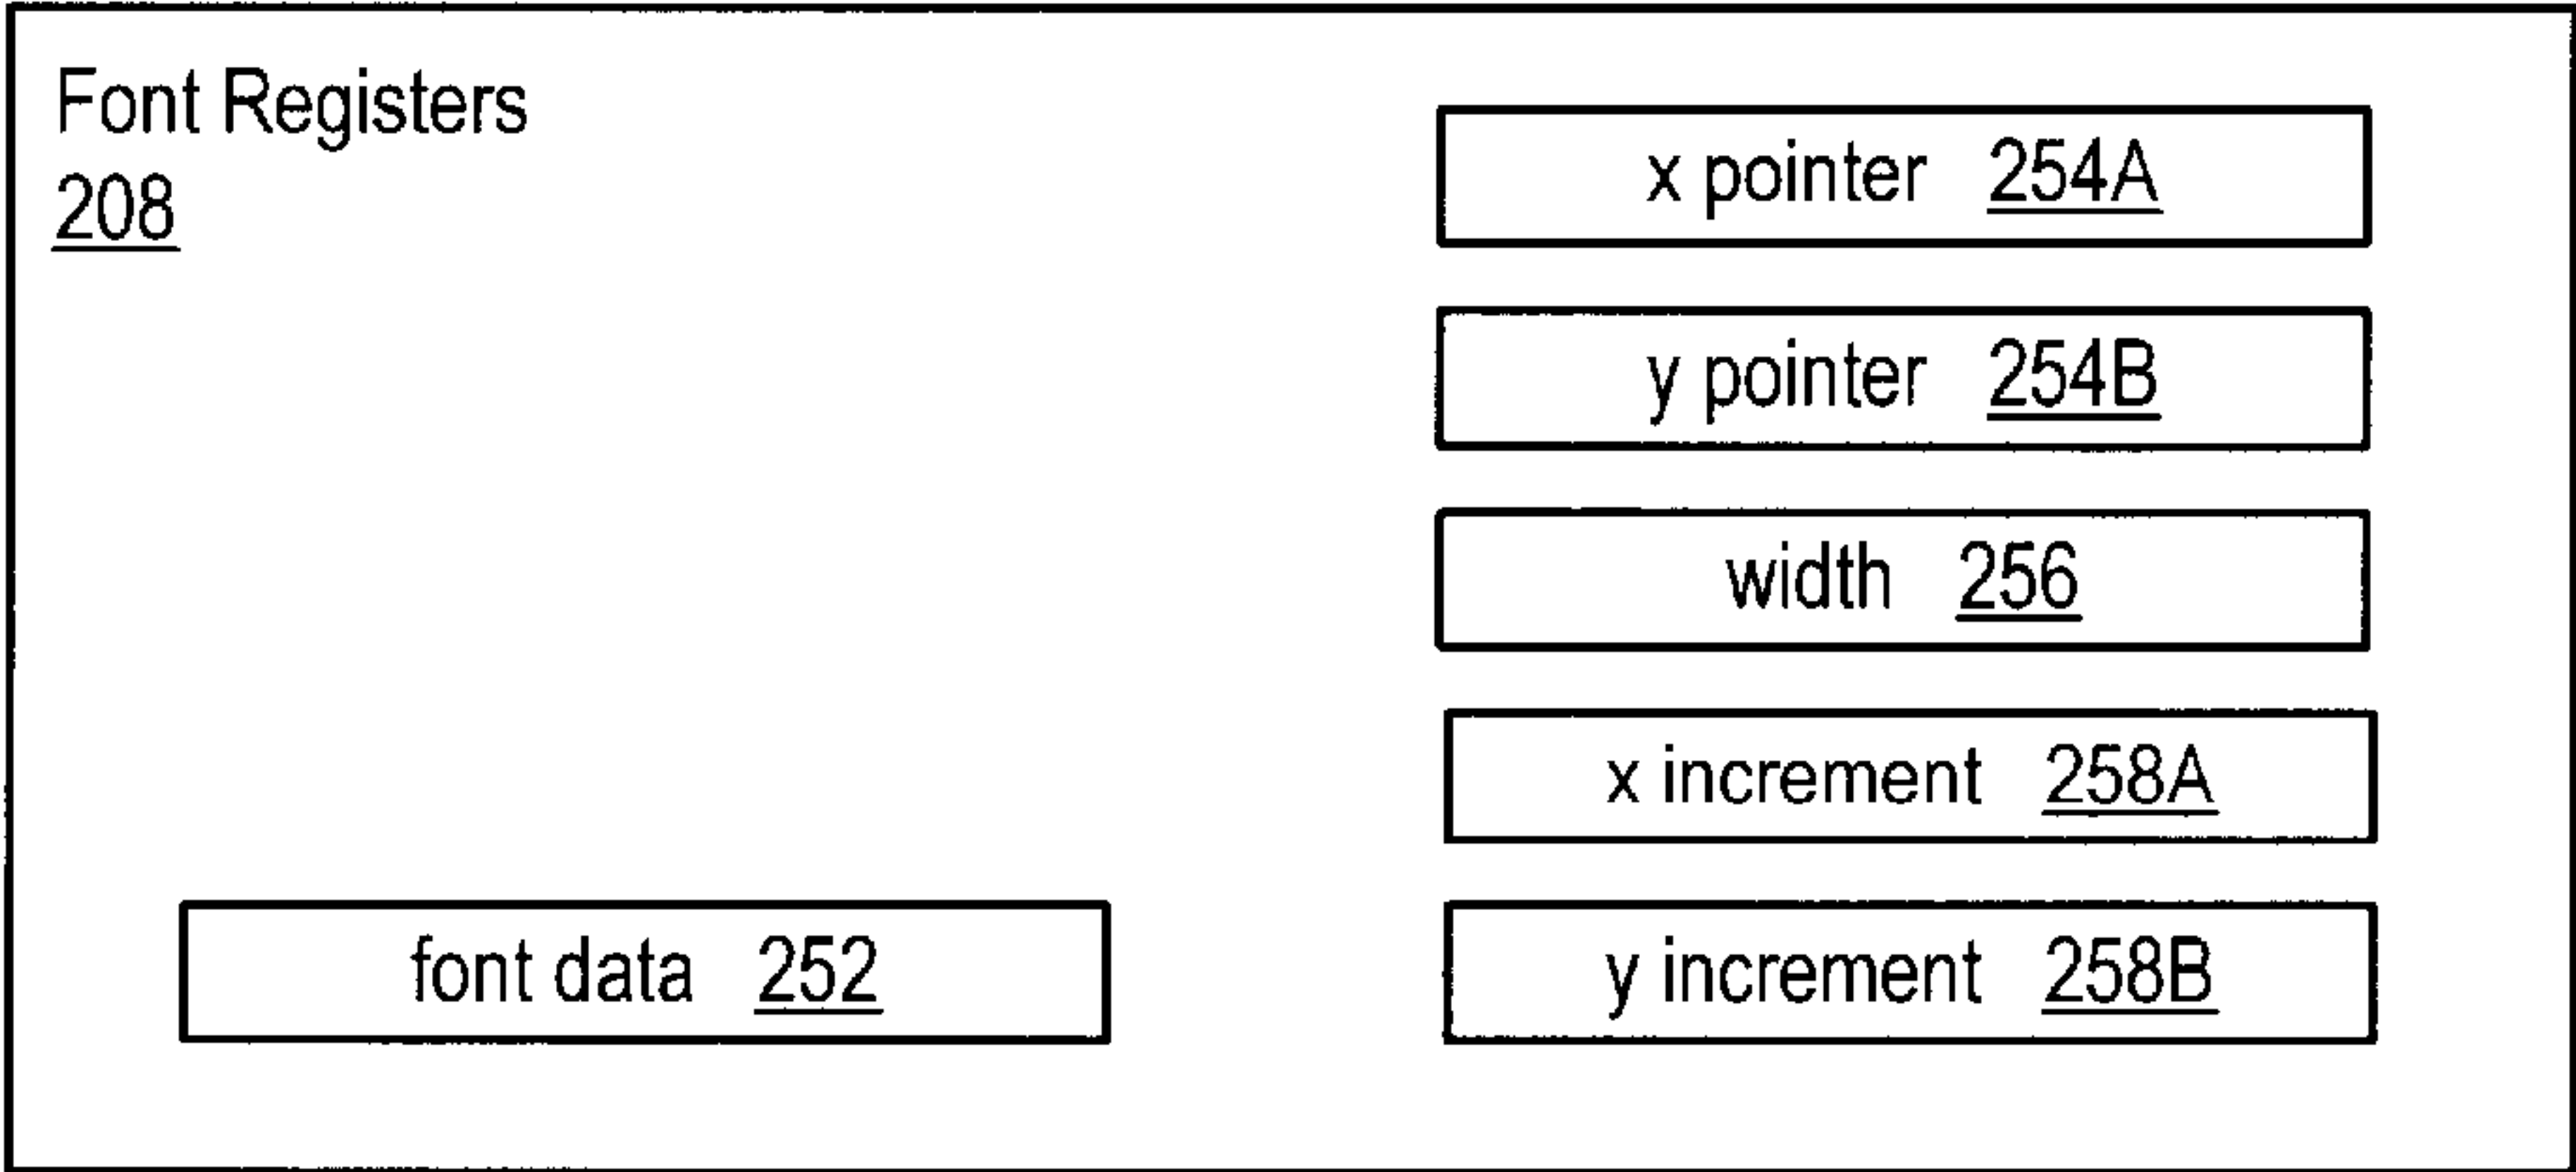 Font Registers
208
x pointer 254A
y pointer 254B
width 256
x increment 258A
font data 252
y increment 258B